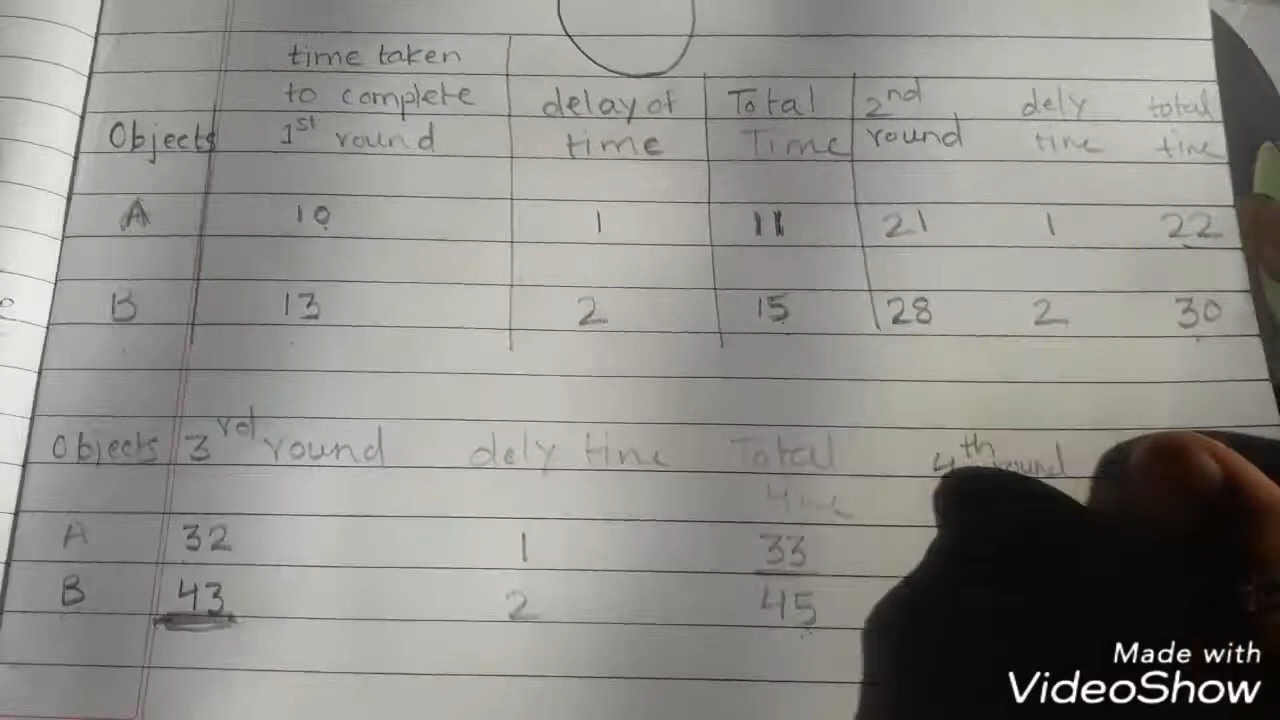 time taken
to complete delay of Total 2nd dely total
Objects 1st round time Time round time time
A 10 1 11 21 1 22
e B 13 2 15 28 2 30
Objects 3rd round dely time Total 4th round
time
A 32 1 33
B 43 2 45
Made with
VideoShow